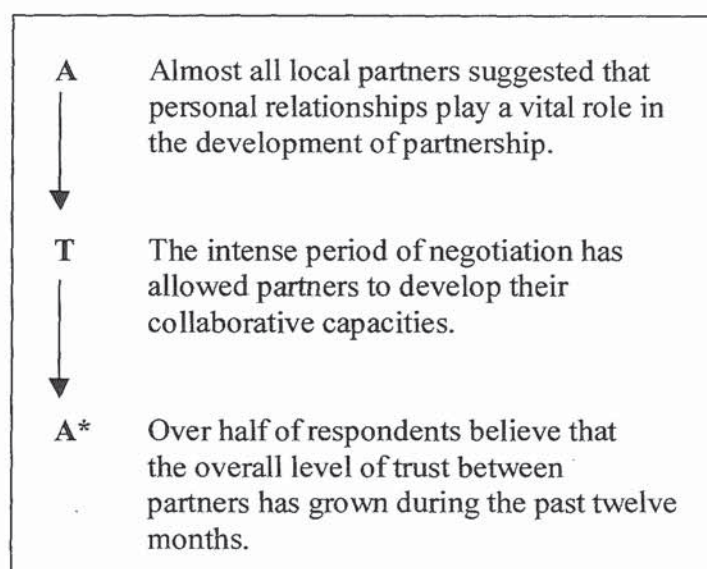 A Almost all local partners suggested that
personal relationships play a vital role in
the development of partnership.
T The intense period of negotiation has
allowed partners to develop their
collaborative capacities.
A* Over half of respondents believe that
the overall level of trust between
partners has grown during the past twelve
months.